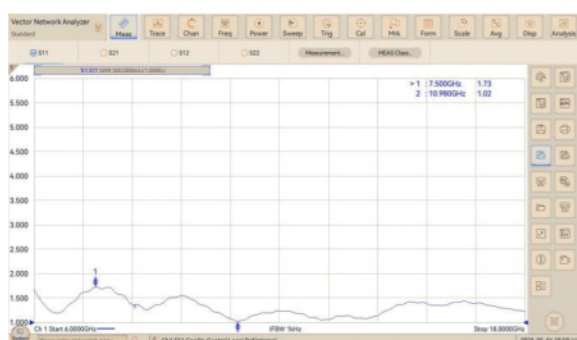 Vector Network Analyzer
Standard
Meas Trace Chan Freq Power Sweep Trig Cal Mrk Form Scale Avg Disp Analysis
S11 S21 S12 S22 Measurement... MEAS Class...
6.000
> 1 : 7.500GHz 1.73
2 : 10.980GHz 1.02
5.500
5.000
4.500
4.000
3.500
3.000
2.500
2.000
1
1.500
1.000
Ch 1 Start 6.0000GHz IFBW 1kHz Stop 18.0000GHz
System